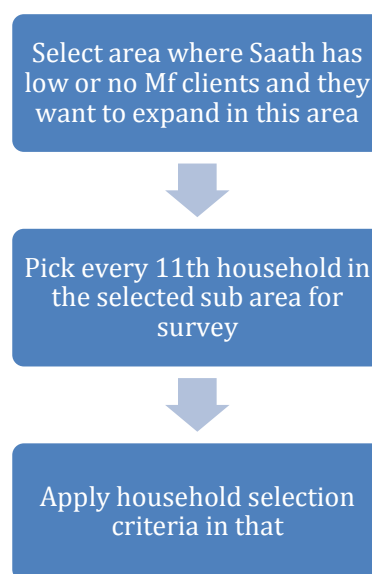 Select area where Saath has
low or no Mf clients and they
want to expand in this area
Pick every 11th household in
the selected sub area for
survey
Apply household selection
criteria in that